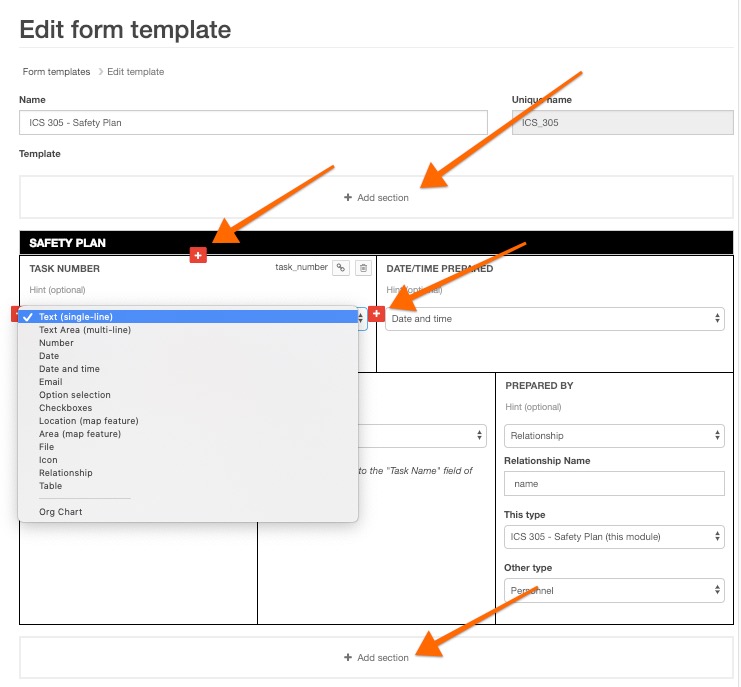 Edit form template
Form templates > Edit template
Name
Unique name
ICS 305 - Safety Plan
ICS_305
Template
+ Add section
SAFETY PLAN
TASK NUMBER
task_number
DATE/TIME PREPARED
Hint (optional)
Hint (optional)
✓ Text (single-line)
Date and time
Text Area (multi-line)
Number
Date
Date and time
Email
Option selection
Checkboxes
Location (map feature)
Area (map feature)
File
Icon
Relationship
Table
Org Chart
PREPARED BY
Hint (optional)
Relationship
to the "Task Name" field of
Relationship Name
name
This type
ICS 305 - Safety Plan (this module)
Other type
Personnel
+ Add section